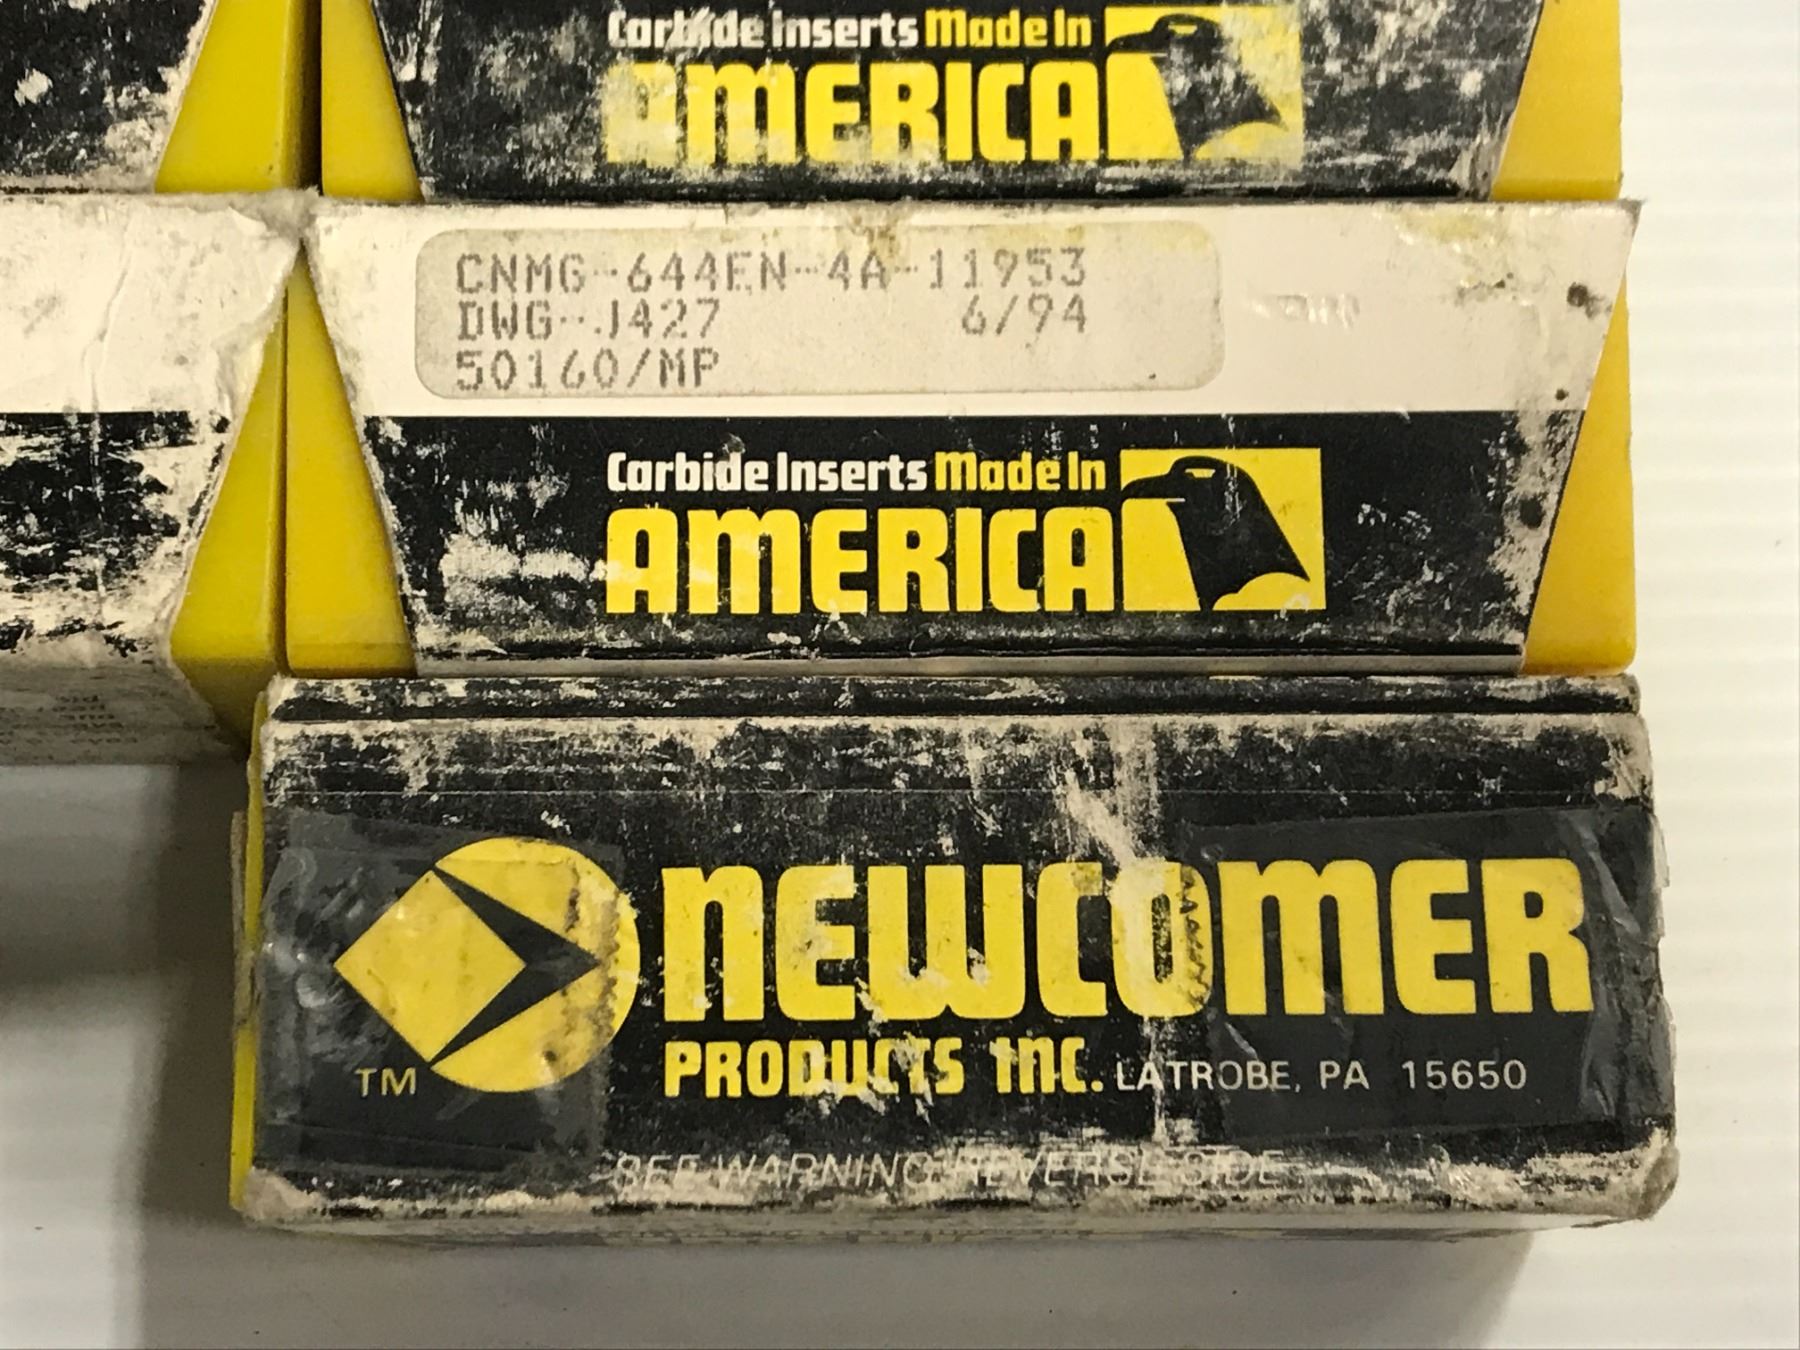 Carbide Inserts Made In
AMERICA
CNMG-644EN-4A-11953
DWG-J427 6/94
50160/MP
Carbide Inserts Made In
AMERICA
NEWCOMER
PRODUCTS INC. LATROBE, PA 15650
TM
SEE WARNING REVERSE SIDE